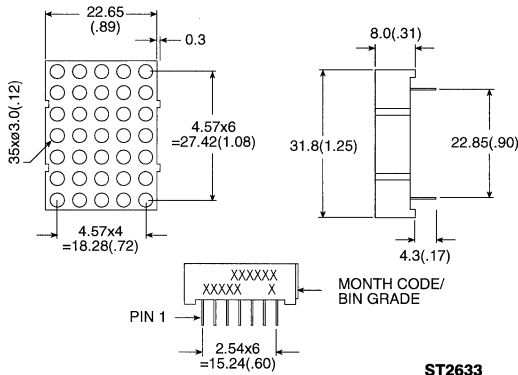 22.65
(.89)
0.3
35xø3.0(.12)
4.57x6
=27.42(1.08)
4.57x4
=18.28(.72)
8.0(.31)
31.8(1.25)
22.85(.90)
4.3(.17)
XXXXXX
XXXXX X
MONTH CODE/
BIN GRADE
PIN 1
2.54x6
=15.24(.60)
ST2633